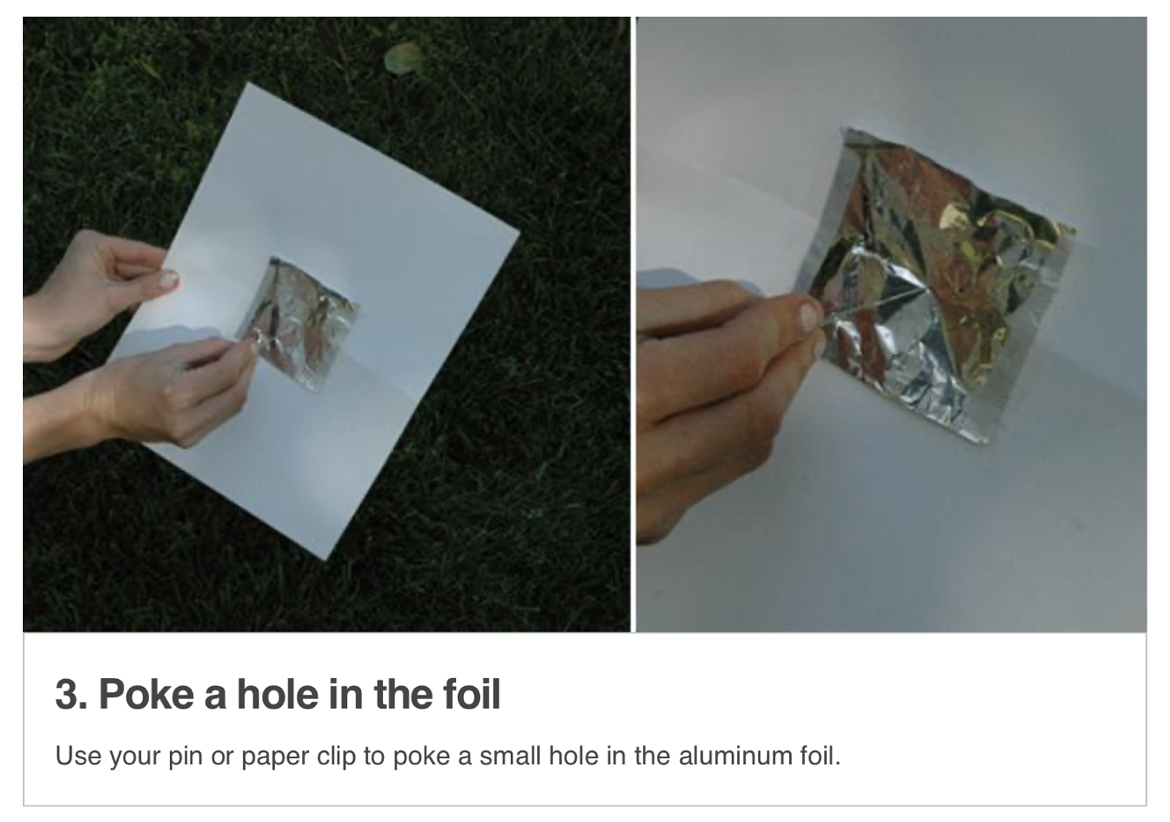 3. Poke a hole in the foil
Use your pin or paper clip to poke a small hole in the aluminum foil.